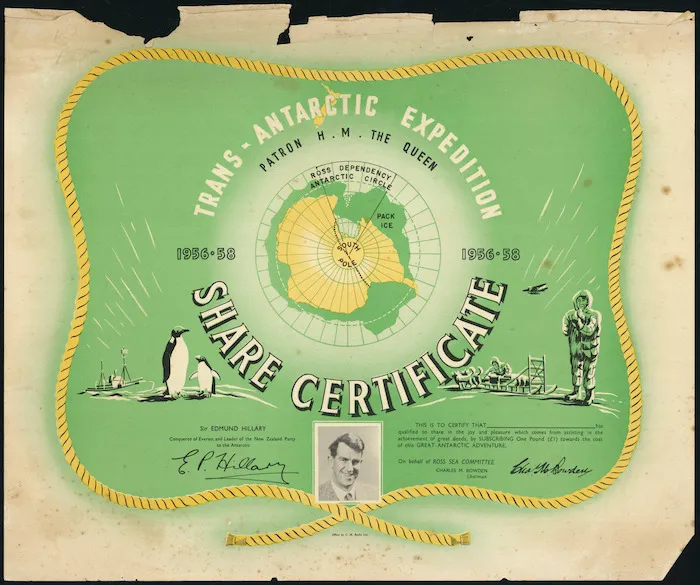 TRANS-ANTARCTIC EXPEDITION
PATRON H.M. THE QUEEN
ROSS DEPENDENCY
ANTARCTIC CIRCLE
PACK
ICE
SOUTH
POLE
1956·58
1956·58
SHARE CERTIFICATE
Sir EDMUND HILLARY
Conqueror of Everest and Leader of the New Zealand Party
to the Antarctic
E. P. Hillary
THIS IS TO CERTIFY THAT No
qualified to share in the joy and pleasure which comes from assisting in the
achievement of great deeds, by SUBSCRIBING One Pound (£1) towards the cost
of this GREAT ANTARCTIC ADVENTURE.
On behalf of ROSS SEA COMMITTEE
CHARLES M. BOWDEN
Chairman
Chas M Bowden